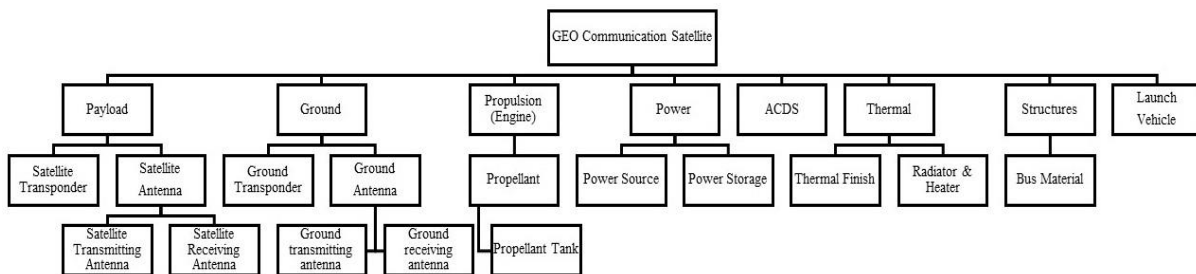 GEO Communication Satellite
Payload
Ground
Propulsion
(Engine)
Power
ACDS
Thermal
Structures
Launch
Vehicle
Satellite
Transponder
Satellite
Antenna
Ground
Transponder
Ground
Antenna
Propellant
Power Source
Power Storage
Thermal Finish
Radiator &
Heater
Bus Material
Satellite
Transmitting
Antenna
Satellite
Receiving
Antenna
Ground
transmitting
antenna
Ground
receiving
antenna
Propellant Tank